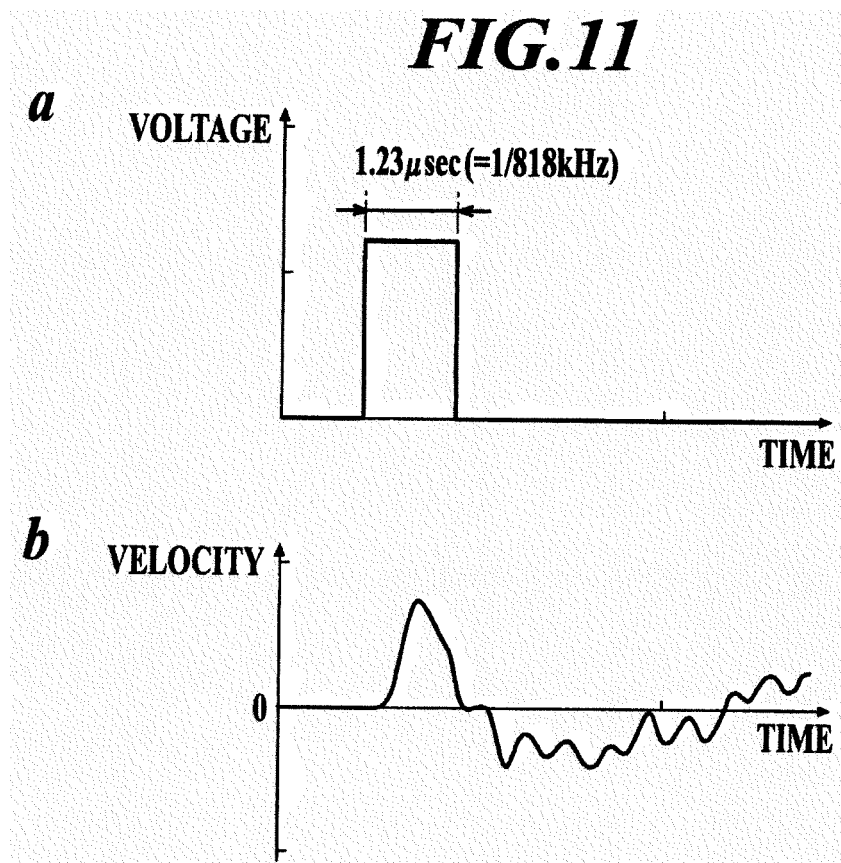 FIG.11
a
VOLTAGE
1.23μsec(=1/818kHz)
TIME
b
VELOCITY
0
TIME